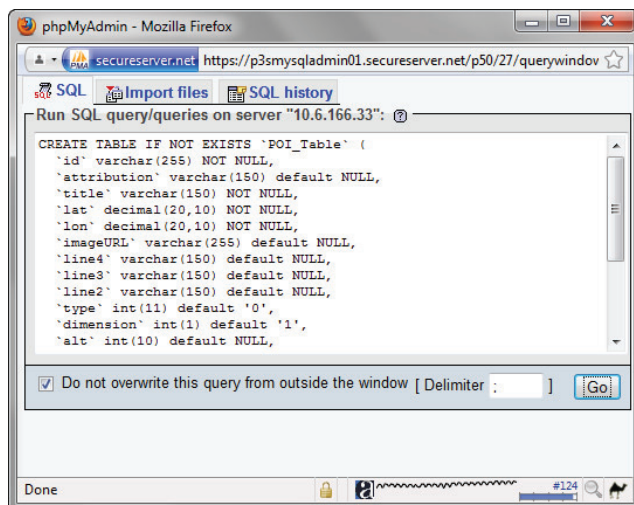 phpMyAdmin - Mozilla Firefox
PMA secureserver.net https://p3smysqladmin01.secureserver.net/p50/27/querywindov
SQL Import files SQL history
Run SQL query/queries on server "10.6.166.33":
CREATE TABLE IF NOT EXISTS `POI_Table` (
`id` varchar(255) NOT NULL,
`attribution` varchar(150) default NULL,
`title` varchar(150) NOT NULL,
`lat` decimal(20,10) NOT NULL,
`lon` decimal(20,10) NOT NULL,
`imageURL` varchar(255) default NULL,
`line4` varchar(150) default NULL,
`line3` varchar(150) default NULL,
`line2` varchar(150) default NULL,
`type` int(11) default '0',
`dimension` int(1) default '1',
`alt` int(10) default NULL,
Do not overwrite this query from outside the window [ Delimiter ; ] Go
Done #124